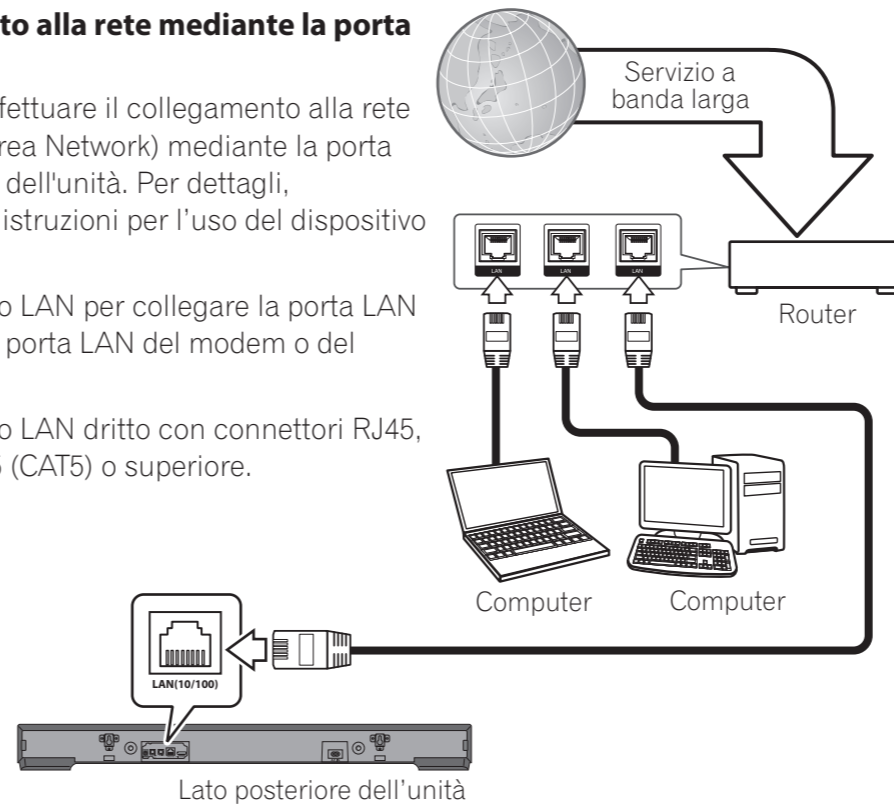 to alla rete mediante la porta
fettuare il collegamento alla rete
rea Network) mediante la porta
dell'unità. Per dettagli,
istruzioni per l’uso del dispositivo
o LAN per collegare la porta LAN
porta LAN del modem o del
o LAN dritto con connettori RJ45,
(CAT5) o superiore.
Servizio a
banda larga
LAN
LAN
LAN
Router
Computer
Computer
LAN(10/100)
Lato posteriore dell’unità